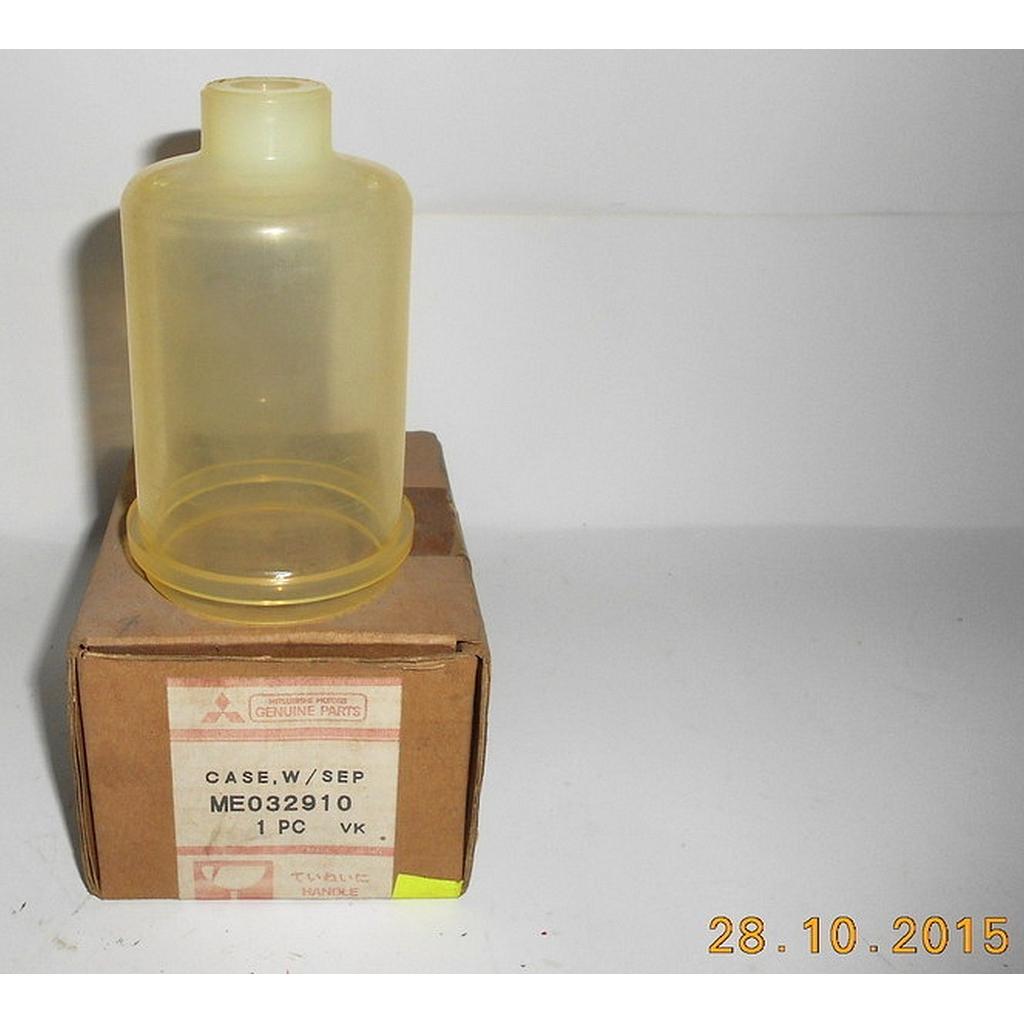 MITSUBISHI MOTORS
GENUINE PARTS
CASE, W/SEP
ME032910
1 PC VK
ていねいに
HANDLE
28.10.2015